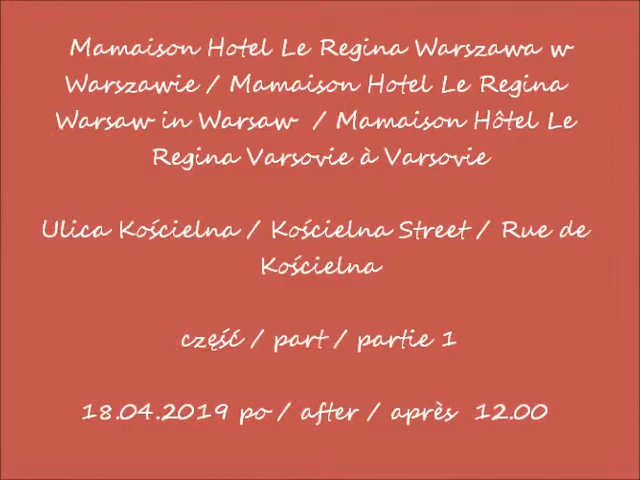 Mamaison Hotel Le Regina Warszawa w
Warszawie / Mamaison Hotel Le Regina
Warsaw in Warsaw / Mamaison Hôtel Le
Regina Varsovie à Varsovie
Ulica Kościelna / Kościelna Street / Rue de
Kościelna
część / part / partie 1
18.04.2019 po / after / après 12.00